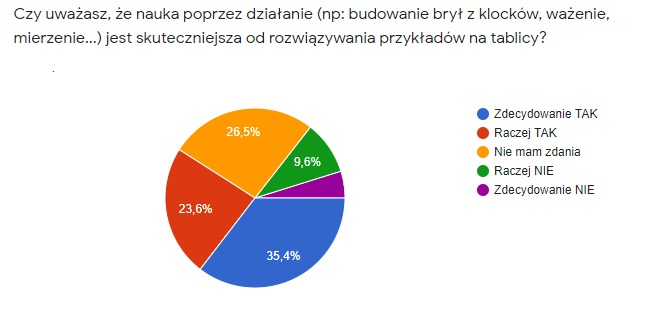 Czy uważasz, że nauka poprzez działanie (np: budowanie brył z klocków, ważenie,
mierzenie...) jest skuteczniejsza od rozwiązywania przykładów na tablicy?
.
Zdecydowanie TAK
Raczej TAK
Nie mam zdania
Raczej NIE
Zdecydowanie NIE
26,5%
9,6%
23,6%
35,4%